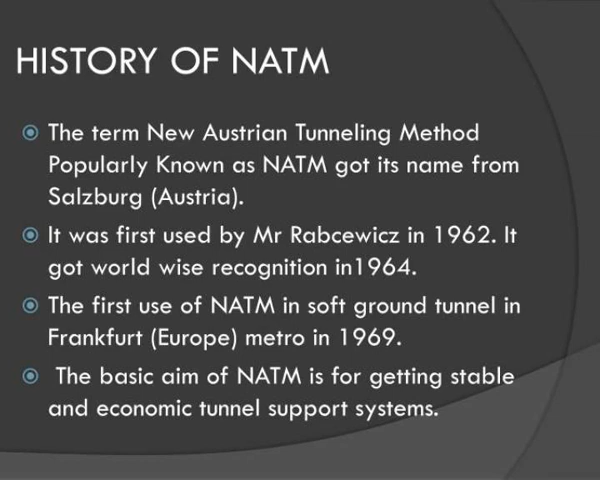 HISTORY OF NATM
The term New Austrian Tunneling Method
Popularly Known as NATM got its name from
Salzburg (Austria).
It was first used by Mr Rabcewicz in 1962. It
got world wise recognition in1964.
The first use of NATM in soft ground tunnel in
Frankfurt (Europe) metro in 1969.
The basic aim of NATM is for getting stable
and economic tunnel support systems.